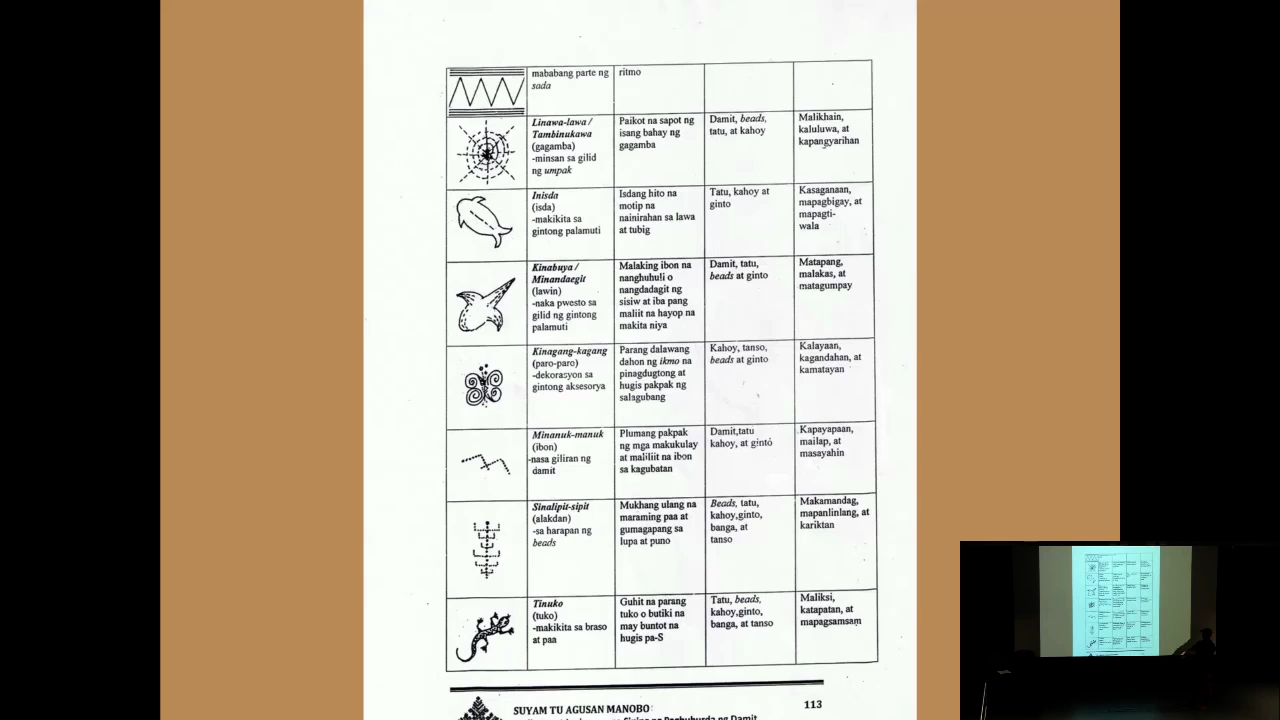 mababang parte ng
sada
ritmo
Linawa-lawa /
Tambinukawa
(gagamba)
-minsan sa gilid
ng umpak
Paikot na sapot ng
isang bahay ng
gagamba
Damit, beads,
tatu, at kahoy
Malikhain,
kaluluwa, at
kapangyarihan
Inisda
(isda)
-makikita sa
gintong palamuti
Isdang hito na
motip na
nainirahan sa lawa
at tubig
Tatu, kahoy at
ginto
Kasaganaan,
mapagbigay, at
mapagti-
wala
Kinabuya /
Minandaegit
(lawin)
-naka pwesto sa
gilid ng gintong
palamuti
Malaking ibon na
nanghuhuli o
nangdadagit ng
sisiw at iba pang
maliit na hayop na
makita niya
Damit, tatu,
beads at ginto
Matapang,
malakas, at
matagumpay
Kinagang-kagang
(paro-paro)
-dekorasyon sa
gintong aksesorya
Parang dalawang
dahon ng ikmo na
pinagdugtong at
hugis pakpak ng
salagubang
Kahoy, tanso,
beads at ginto
Kalayaan,
kagandahan, at
kamatayan
Minanuk-manuk
(ibon)
-nasa giliran ng
damit
Plumang pakpak
ng mga makukulay
at maliliit na ibon
sa kagubatan
Damit,tatu
kahoy, at ginto
Kapayapaan,
mailap, at
masayahin
Sinalipit-sipit
(alakdan)
-sa harapan ng
beads
Mukhang ulang na
maraming paa at
gumagapang sa
lupa at puno
Beads, tatu,
kahoy,ginto,
banga, at
tanso
Makamandag,
mapanlinlang, at
kariktan
Tinuko
(tuko)
-makikita sa braso
at paa
Guhit na parang
tuko o butiki na
may buntot na
hugis pa-S
Tatu, beads,
kahoy,ginto,
banga, at tanso
Maliksi,
katapatan, at
mapagsamsam
SUYAM TU AGUSAN MANOBO
113